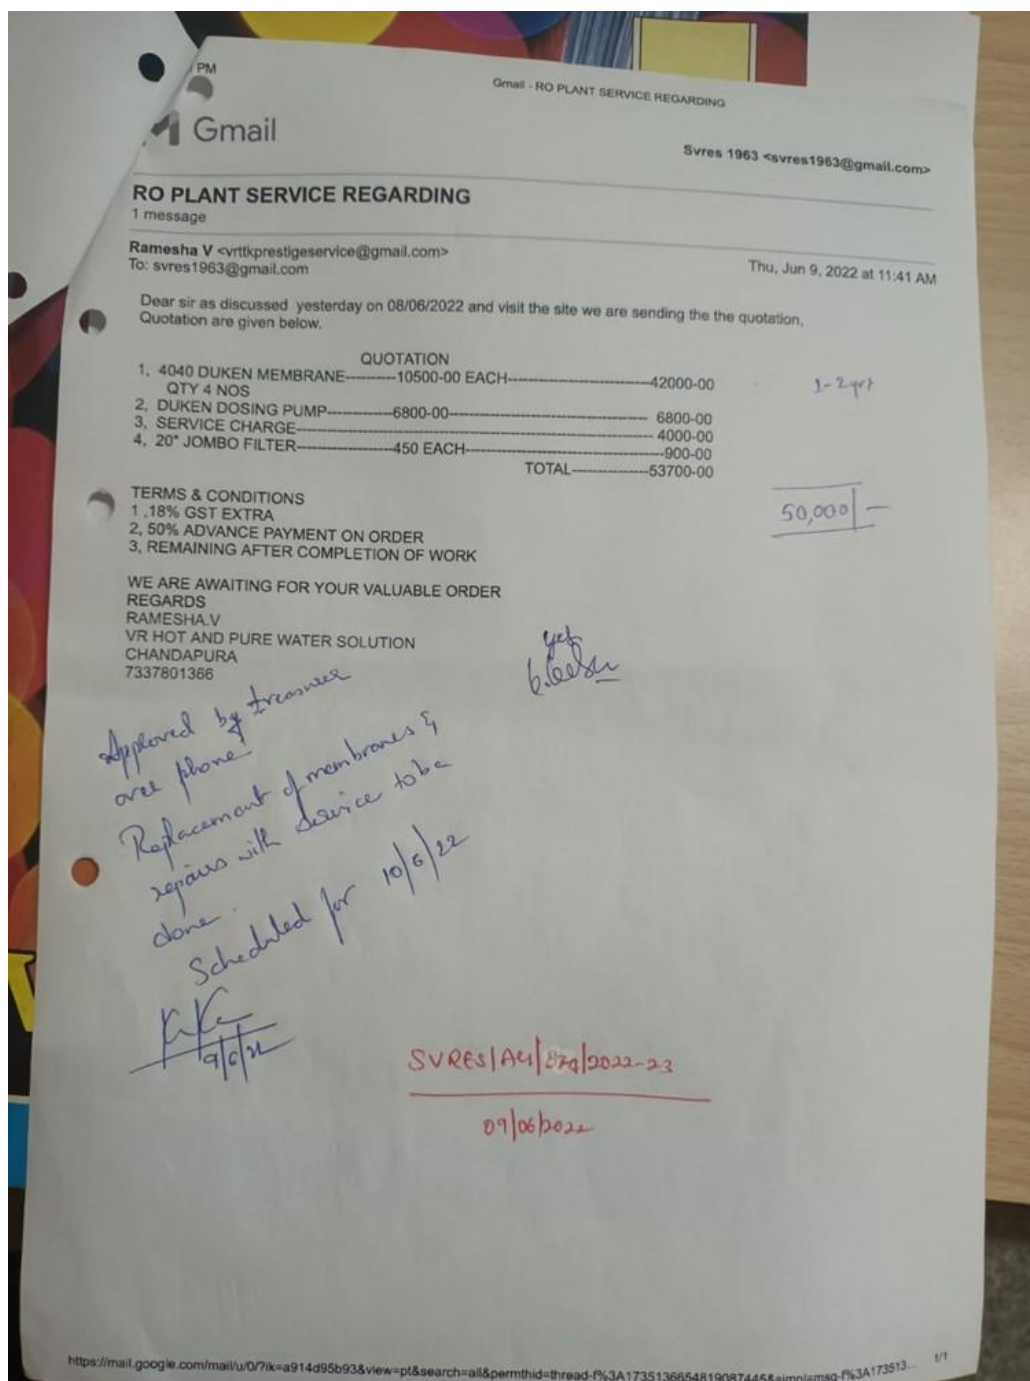 PM
Gmail - RO PLANT SERVICE REGARDING
Gmail
Svres 1963 <svres1963@gmail.com>
RO PLANT SERVICE REGARDING
1 message
Ramesha V <vrttkprestigeservice@gmail.com>
To: svres1963@gmail.com
Thu, Jun 9, 2022 at 11:41 AM
Dear sir as discussed yesterday on 08/06/2022 and visit the site we are sending the the quotation,
Quotation are given below.
QUOTATION
1, 4040 DUKEN MEMBRANE----------10500-00 EACH-----------------------------42000-00
QTY 4 NOS
1-2 yrs
2, DUKEN DOSING PUMP-------------6800-00----------------------------------------- 6800-00
3, SERVICE CHARGE------------------------------------------------------------------------ 4000-00
4, 20" JOMBO FILTER-------------------450 EACH----------------------------------------900-00
TOTAL---------------53700-00
50,000/-
TERMS & CONDITIONS
1 .18% GST EXTRA
2, 50% ADVANCE PAYMENT ON ORDER
3, REMAINING AFTER COMPLETION OF WORK
WE ARE AWAITING FOR YOUR VALUABLE ORDER
REGARDS
RAMESHA.V
VR HOT AND PURE WATER SOLUTION
CHANDAPURA
7337801366
Approved by treasurer
over phone
Replacement of membranes &
repairs with service to be
done.
Scheduled for 10/6/22
9/6/22
SVRES/
/2022-23
09/06/2022
https://mail.google.com/mail/u/0/?ik=a914d95b93&view=pt&search=all&permthid=thread-f%3A1735136654819087445&simpl=msg-f%3A173513... 1/1